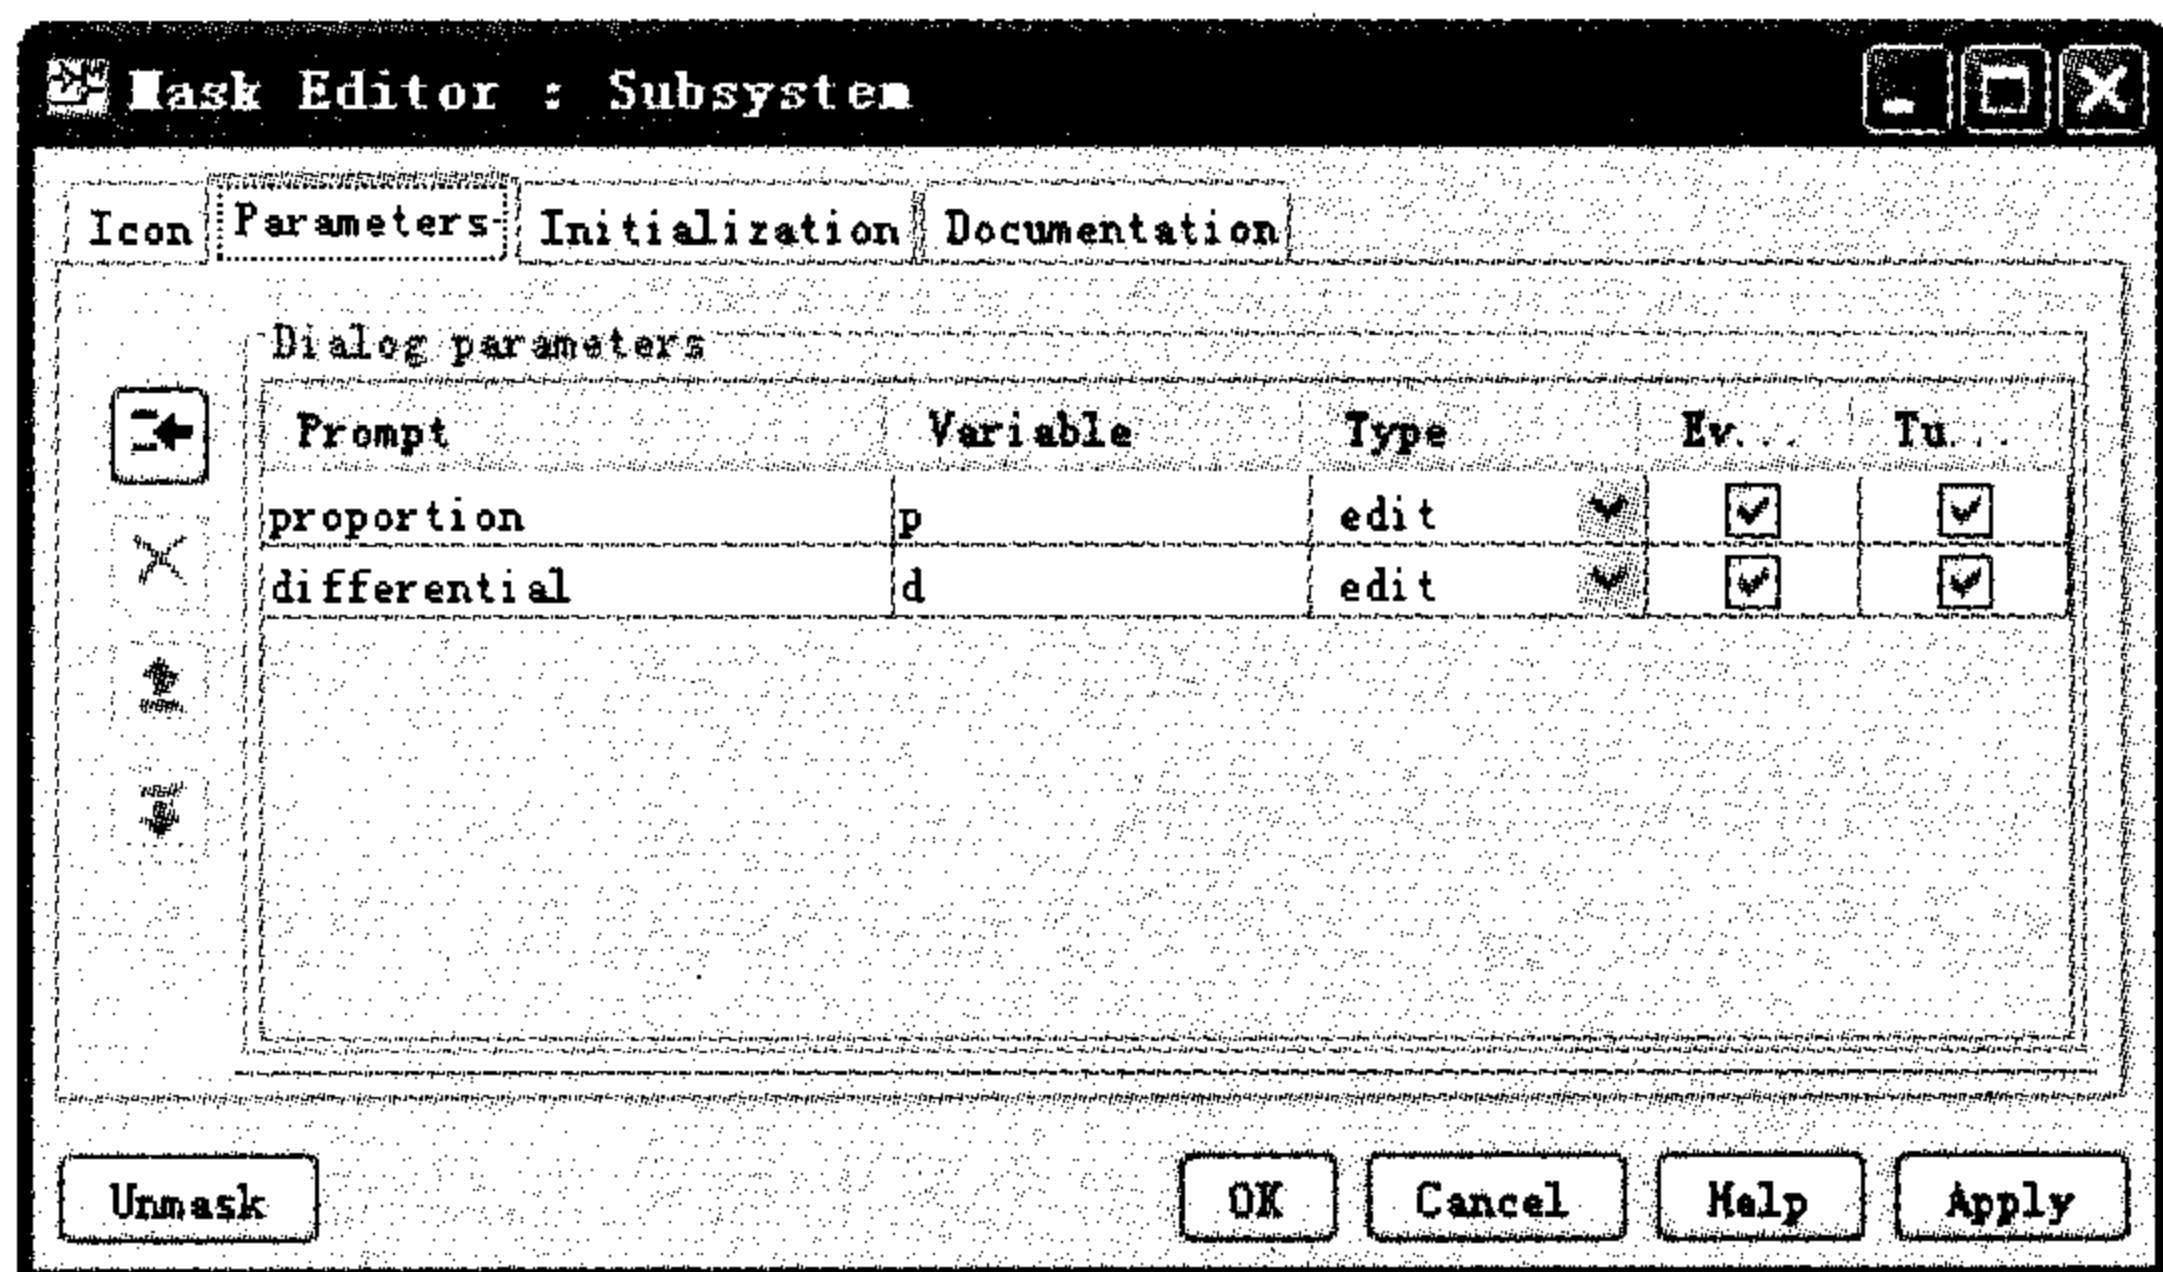 Mask Editor : Subsystem
Icon Parameters Initialization Documentation
Dialog parameters
Prompt Variable Type Ev... Tu...
proportion p edit
differential d edit
Unmask OK Cancel Help Apply